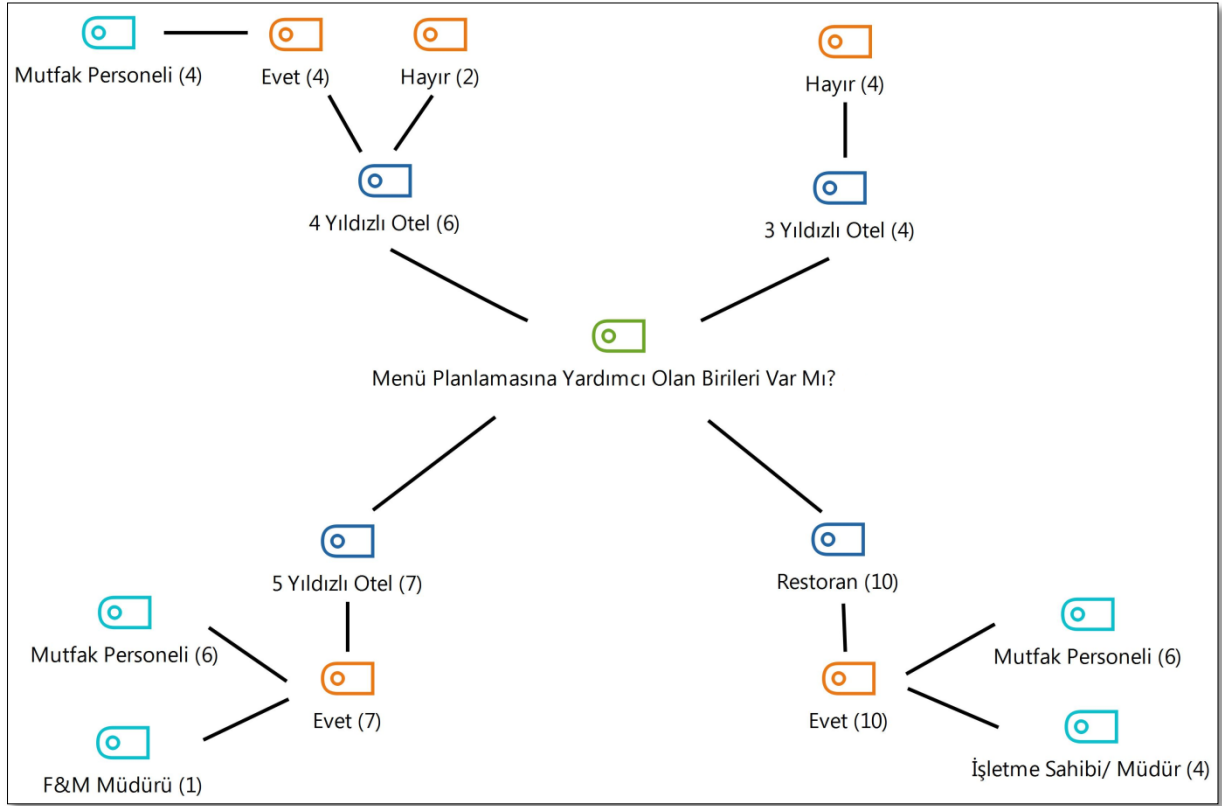 Mutfak Personeli (4)
Evet (4)
Hayır (2)
Hayır (4)
4 Yıldızlı Otel (6)
3 Yıldızlı Otel (4)
Menü Planlamasına Yardımcı Olan Birileri Var Mı?
5 Yıldızlı Otel (7)
Restoran (10)
Mutfak Personeli (6)
Mutfak Personeli (6)
Evet (7)
Evet (10)
F&M Müdürü (1)
İşletme Sahibi/ Müdür (4)